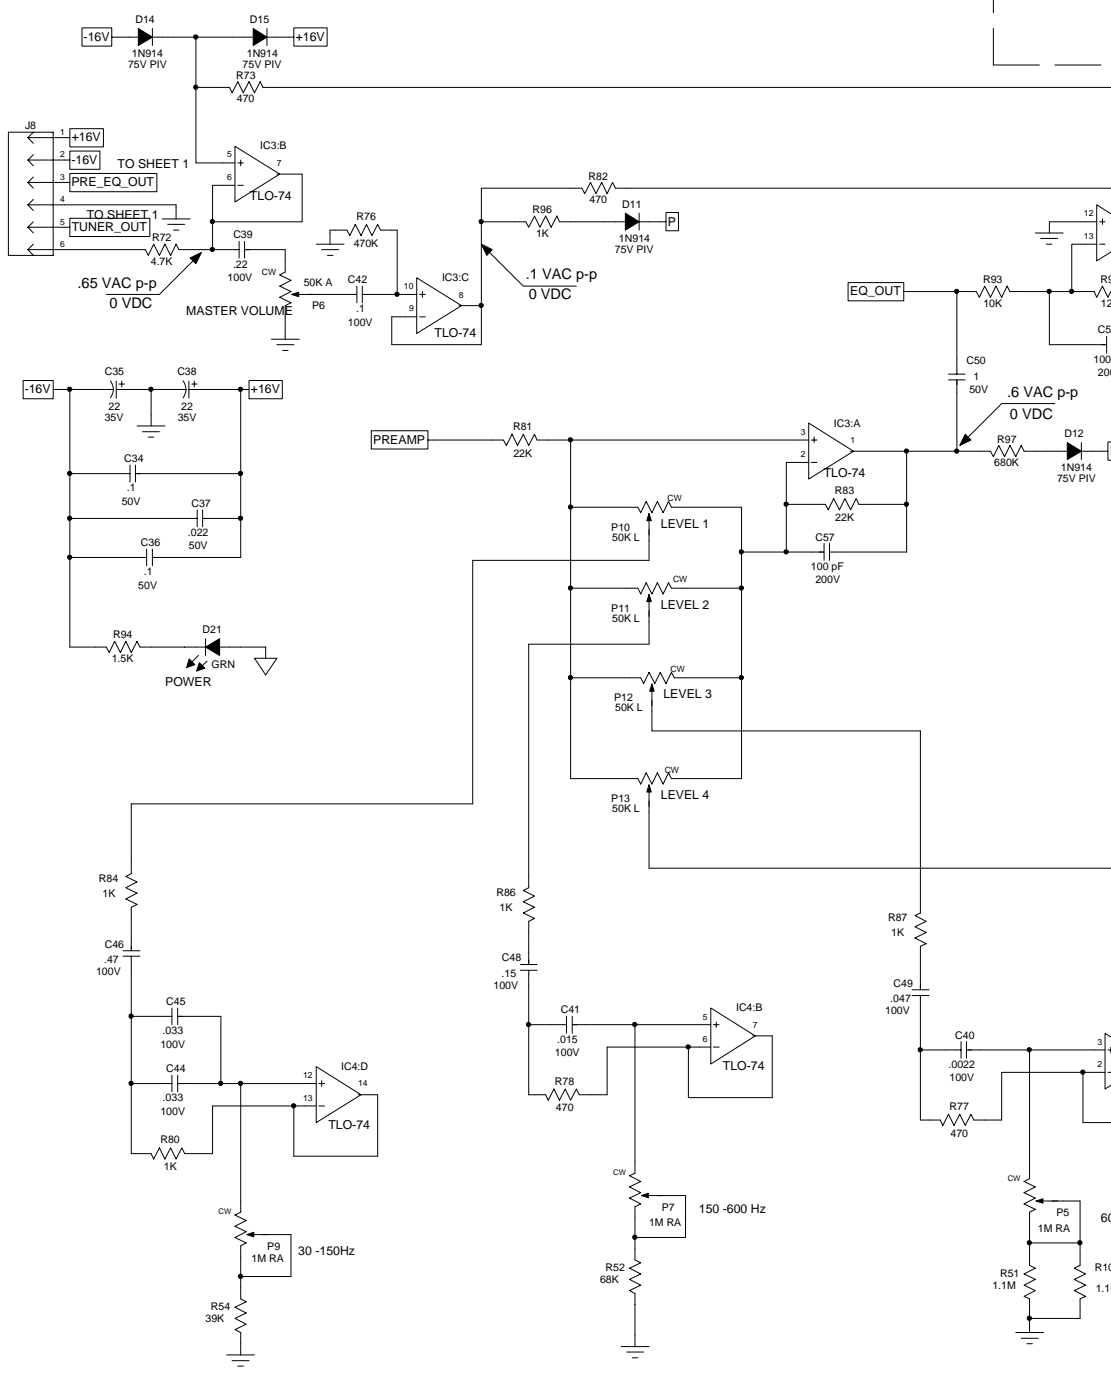 D14
-16V
1N914
75V PIV
D15
+16V
1N914
75V PIV
R73
470
J8
1
+16V
2
-16V
TO SHEET 1
3
PRE_EQ_OUT
4
TO SHEET 1
5
TUNER_OUT
6
R72
4.7K
IC3:B
5
+
6
−
7
TLO-74
C39
.22
100V
.65 VAC p-p
0 VDC
CW
50K A
P6
MASTER VOLUME
R76
470K
C42
.1
100V
IC3:C
10
+
9
−
8
TLO-74
R82
470
R96
1K
D11
P
1N914
75V PIV
.1 VAC p-p
0 VDC
12
+
13
−
EQ_OUT
R93
10K
C50
1
50V
.6 VAC p-p
0 VDC
-16V
C35
+
22
35V
C38
+
22
35V
+16V
C34
.1
50V
C37
.022
50V
C36
.1
50V
R94
1.5K
D21
GRN
POWER
PREAMP
R81
22K
IC3:A
3
+
2
−
1
TLO-74
R97
680K
D12
1N914
75V PIV
R83
22K
C57
100 pF
200V
CW
P10
50K L
LEVEL 1
CW
P11
50K L
LEVEL 2
CW
P12
50K L
LEVEL 3
CW
P13
50K L
LEVEL 4
R84
1K
C46
.47
100V
C45
.033
100V
C44
.033
100V
R80
1K
IC4:D
12
+
13
−
14
TLO-74
CW
P9
1M RA
30 -150Hz
R54
39K
R86
1K
C48
.15
100V
C41
.015
100V
R78
470
IC4:B
5
+
6
−
7
TLO-74
CW
P7
1M RA
150 -600 Hz
R52
68K
R87
1K
C49
.047
100V
C40
.0022
100V
R77
470
3
+
2
−
CW
P5
1M RA
R51
1.1M